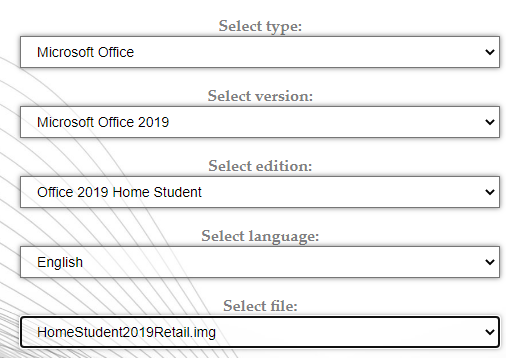 Select type:
Microsoft Office
Select version:
Microsoft Office 2019
Select edition:
Office 2019 Home Student
Select language:
English
Select file:
HomeStudent2019Retail.img